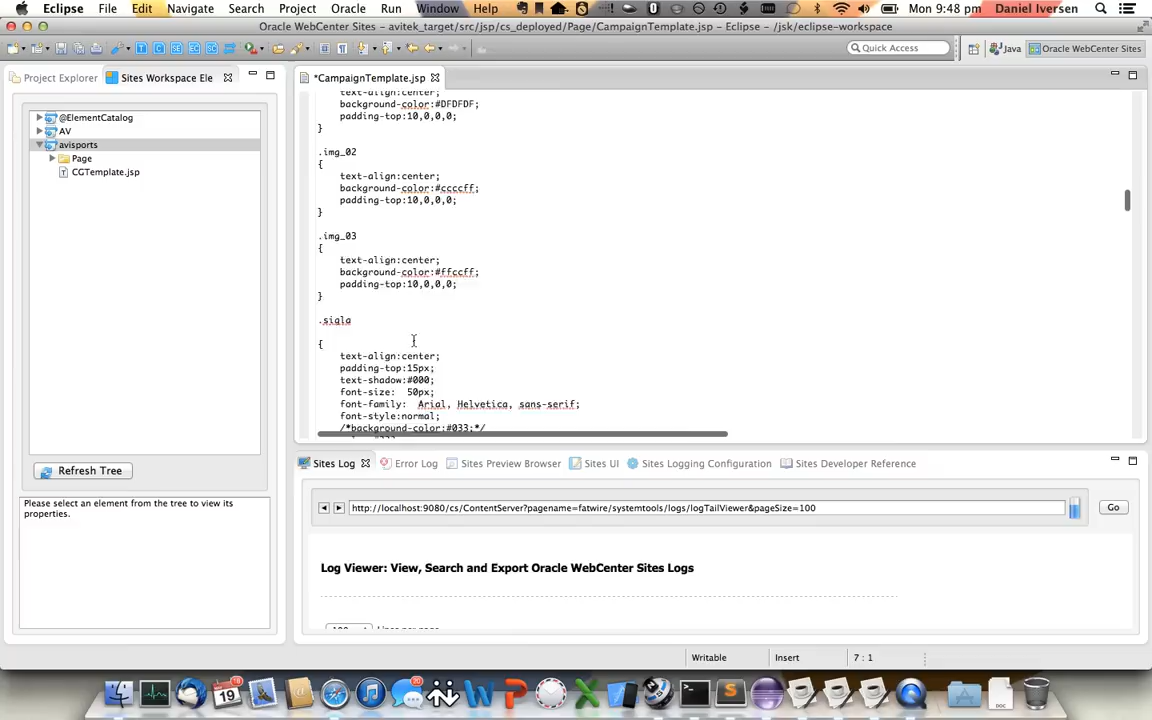 Eclipse File Edit Navigate Search Project Oracle Run Window Help 9:48 pm Daniel Iversen
Oracle WebCenter Sites - avitek_target/src/jsp/cs_deployed/Page/CampaignTemplate.jsp - Eclipse - /jsk/eclipse-workspace
Quick Access Java Oracle WebCenter Sites
Project Explorer Sites Workspace Ele *CampaignTemplate.jsp
text-align:center;
background-color:#DFDFDF;
padding-top:10,0,0,0;
}
.img_02
{
text-align:center;
background-color:#ccccff;
padding-top:10,0,0,0;
}
.img_03
{
text-align:center;
background-color:#ffccff;
padding-top:10,0,0,0;
}
.sigla
{
text-align:center;
padding-top:15px;
text-shadow:#000;
font-size: 50px;
font-family: Arial, Helvetica, sans-serif;
font-style:normal;
/*background-color:#033;*/
@ElementCatalog
AV
avisports
Page
CGTemplate.jsp
Refresh Tree
Please select an element from the tree to view its
properties.
Sites Log Error Log Sites Preview Browser Sites UI Sites Logging Configuration Sites Developer Reference
http://localhost:9080/cs/ContentServer?pagename=fatwire/systemtools/logs/logTailViewer&pageSize=100 Go
Log Viewer: View, Search and Export Oracle WebCenter Sites Logs
Writable Insert 7 : 1
19